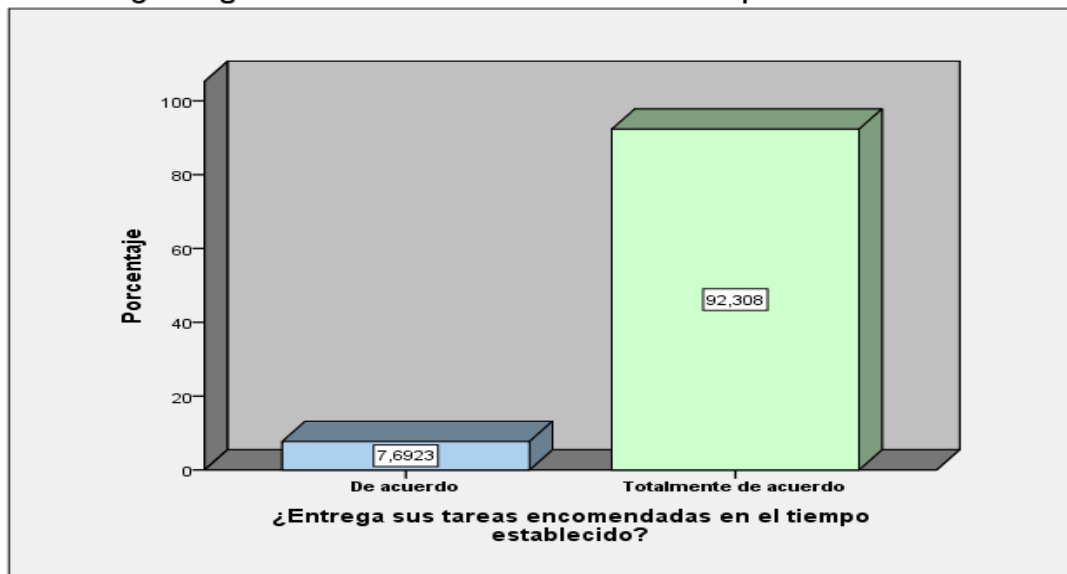 100
80
60
40
20
0
Porcentaje
92,308
7,6923
De acuerdo
Totalmente de acuerdo
¿Entrega sus tareas encomendadas en el tiempo
establecido?